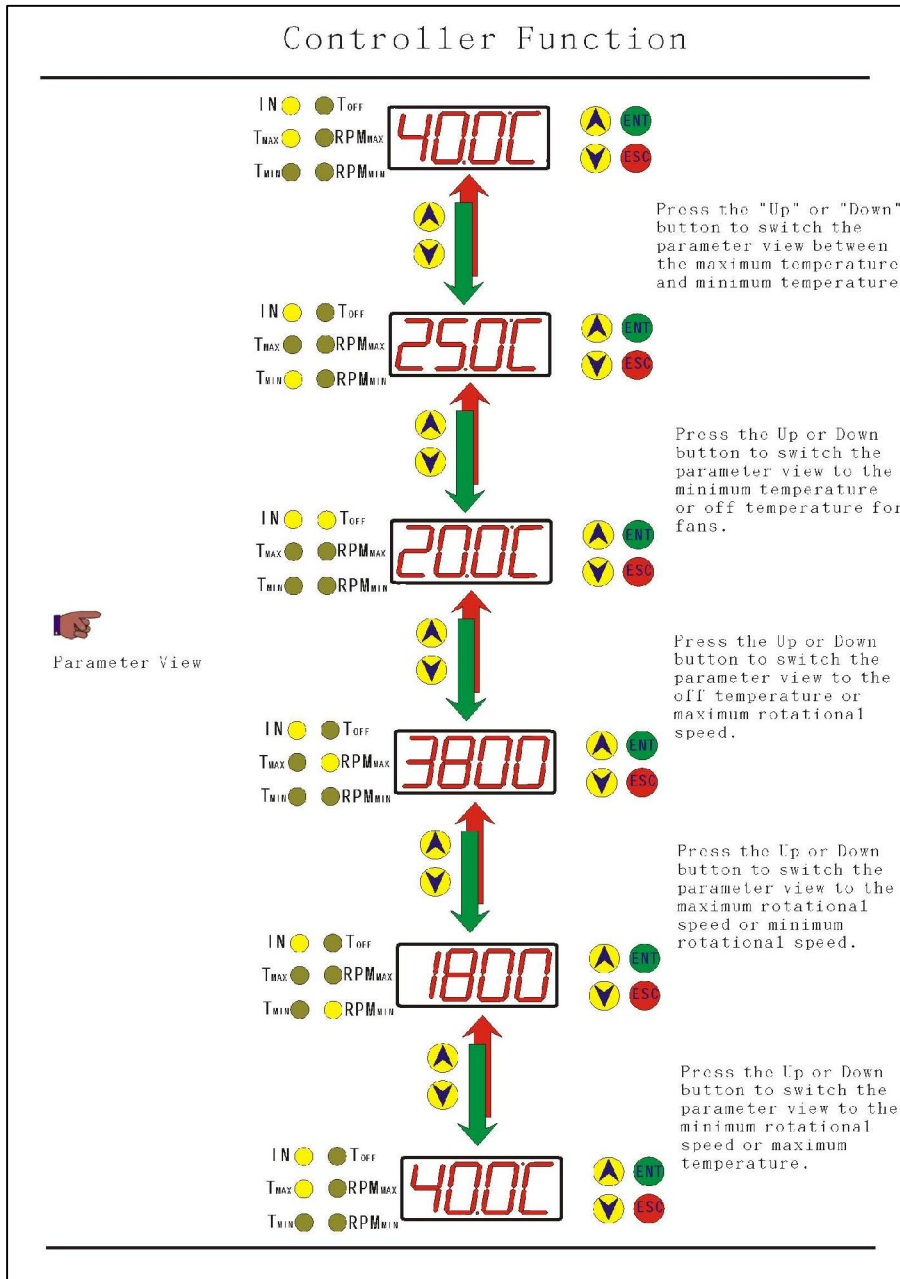 Controller Function
IN TOFF
40.0°C
ENT
TMAX RPMMAX
ESC
TMIN RPMMIN
Press the "Up" or "Down"
button to switch the
parameter view between
the maximum temperature
and minimum temperature
IN TOFF
25.0°C
ENT
TMAX RPMMAX
ESC
TMIN RPMMIN
Press the Up or Down
button to switch the
parameter view to the
minimum temperature
or off temperature for
fans.
IN TOFF
20.0°C
ENT
TMAX RPMMAX
ESC
TMIN RPMMIN
Parameter View
Press the Up or Down
button to switch the
parameter view to the
off temperature or
maximum rotational
speed.
IN TOFF
3800
ENT
TMAX RPMMAX
ESC
TMIN RPMMIN
Press the Up or Down
button to switch the
parameter view to the
maximum rotational
speed or minimum
rotational speed.
IN TOFF
1800
ENT
TMAX RPMMAX
ESC
TMIN RPMMIN
Press the Up or Down
button to switch the
parameter view to the
minimum rotational
speed or maximum
temperature.
IN TOFF
40.0°C
ENT
TMAX RPMMAX
ESC
TMIN RPMMIN